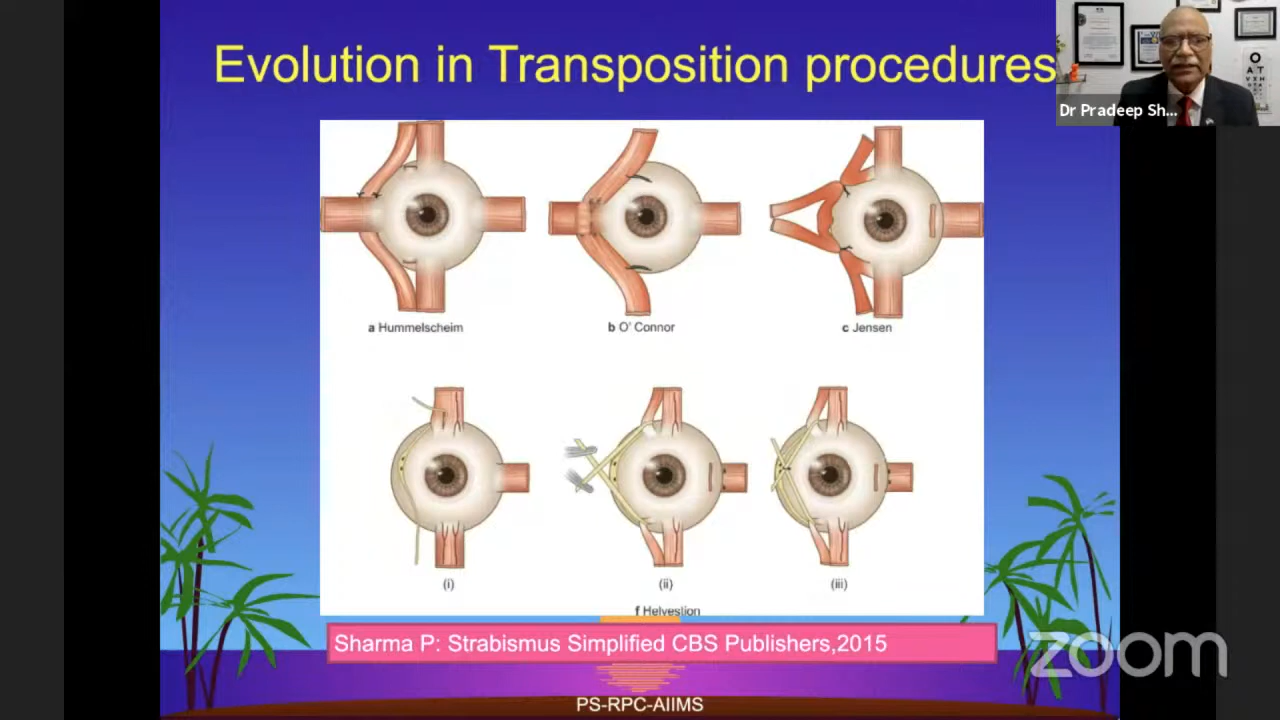 Evolution in Transposition procedures
Dr Pradeep Sh...
a Hummelscheim
b O' Connor
c Jensen
(i)
(ii)
(iii)
f Helvestion
Sharma P: Strabismus Simplified CBS Publishers,2015
zoom
PS-RPC-AIIMS